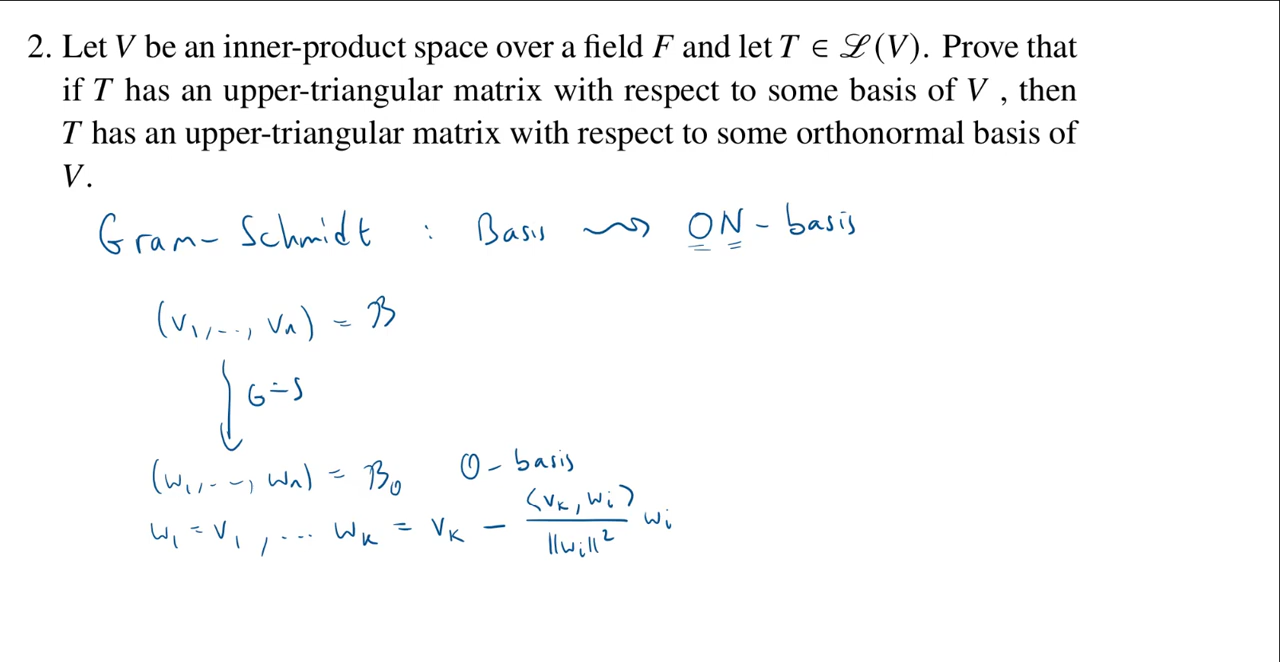 2. Let V be an inner-product space over a field F and let T ∈ ℒ(V). Prove that
if T has an upper-triangular matrix with respect to some basis of V , then
T has an upper-triangular matrix with respect to some orthonormal basis of
V.
Gram-Schmidt : Basis ⇝ ON-basis
(v₁,..., vₙ) = ℬ
G-S
(w₁,..., wₙ) = ℬ₀ O-basis
w₁ = v₁, ... wₖ = vₖ − (⟨vₖ, wᵢ⟩ / ‖wᵢ‖²) wᵢ